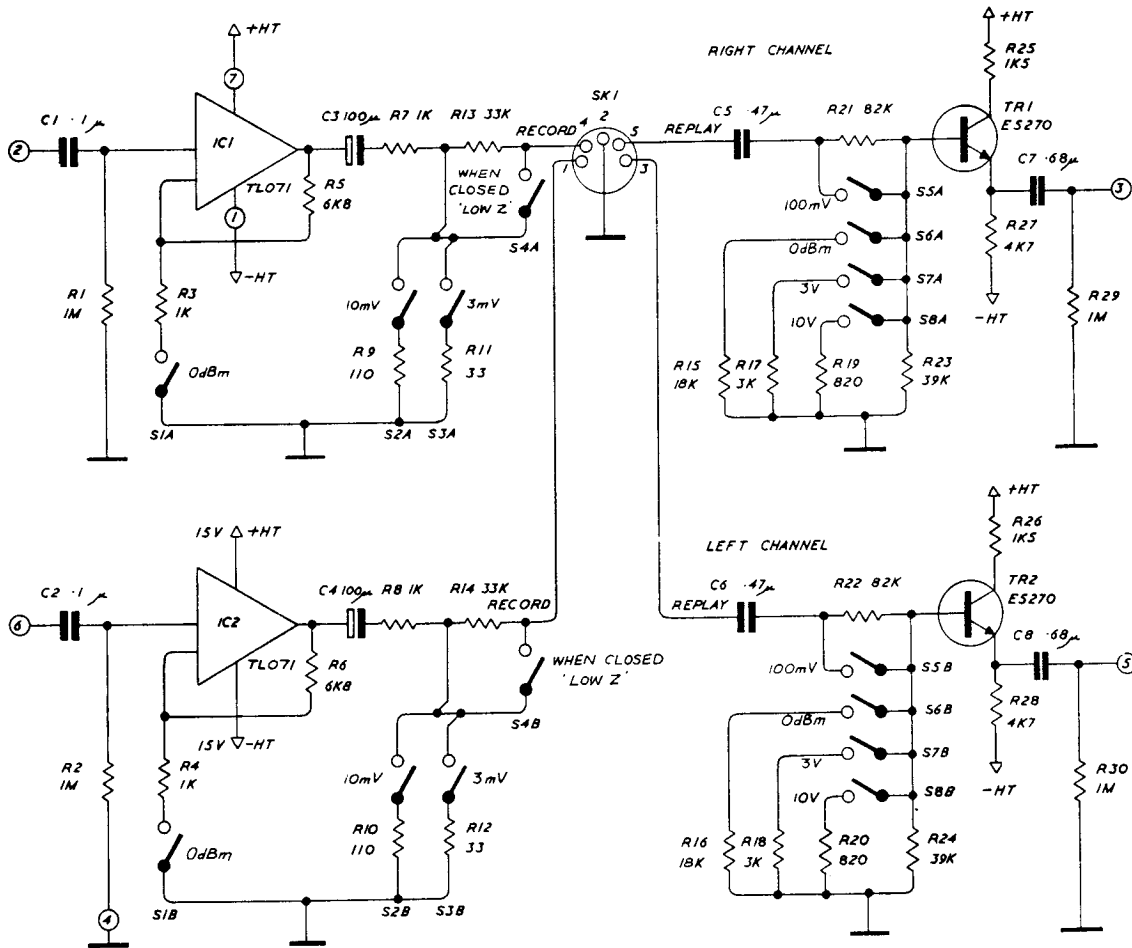 +HT
7
C1 .1 µ
2
IC1
TL071
1
-HT
R5
6K8
R1
1M
R3
1K
0dBm
S1A
C3 100µ
R7 1K
R13 33K
RECORD
WHEN
CLOSED
'LOW Z'
S4A
10mV
3mV
R9
110
R11
33
S2A
S3A
SK1
2
4
5
1
3
RIGHT CHANNEL
REPLAY
C5 .47µ
R21 82K
+HT
R25
1K5
TR1
E5270
C7 .68µ
3
100mV
S5A
0dBm
S6A
3V
S7A
10V
S8A
R27
4K7
-HT
R29
1M
R15
18K
R17
3K
R19
820
R23
39K
15V
+HT
C2 .1 µ
6
IC2
TL071
15V
-HT
R6
6K8
R2
1M
4
R4
1K
0dBm
S1B
C4 100µ
R8 1K
R14 33K
RECORD
WHEN CLOSED
'LOW Z'
S4B
10mV
3mV
R10
110
R12
33
S2B
S3B
LEFT CHANNEL
REPLAY
C6 .47µ
R22 82K
+HT
R26
1K5
TR2
E5270
C8 .68µ
5
100mV
S5B
0dBm
S6B
3V
S7B
10V
S8B
R28
4K7
-HT
R30
1M
R16
18K
R18
3K
R20
820
R24
39K